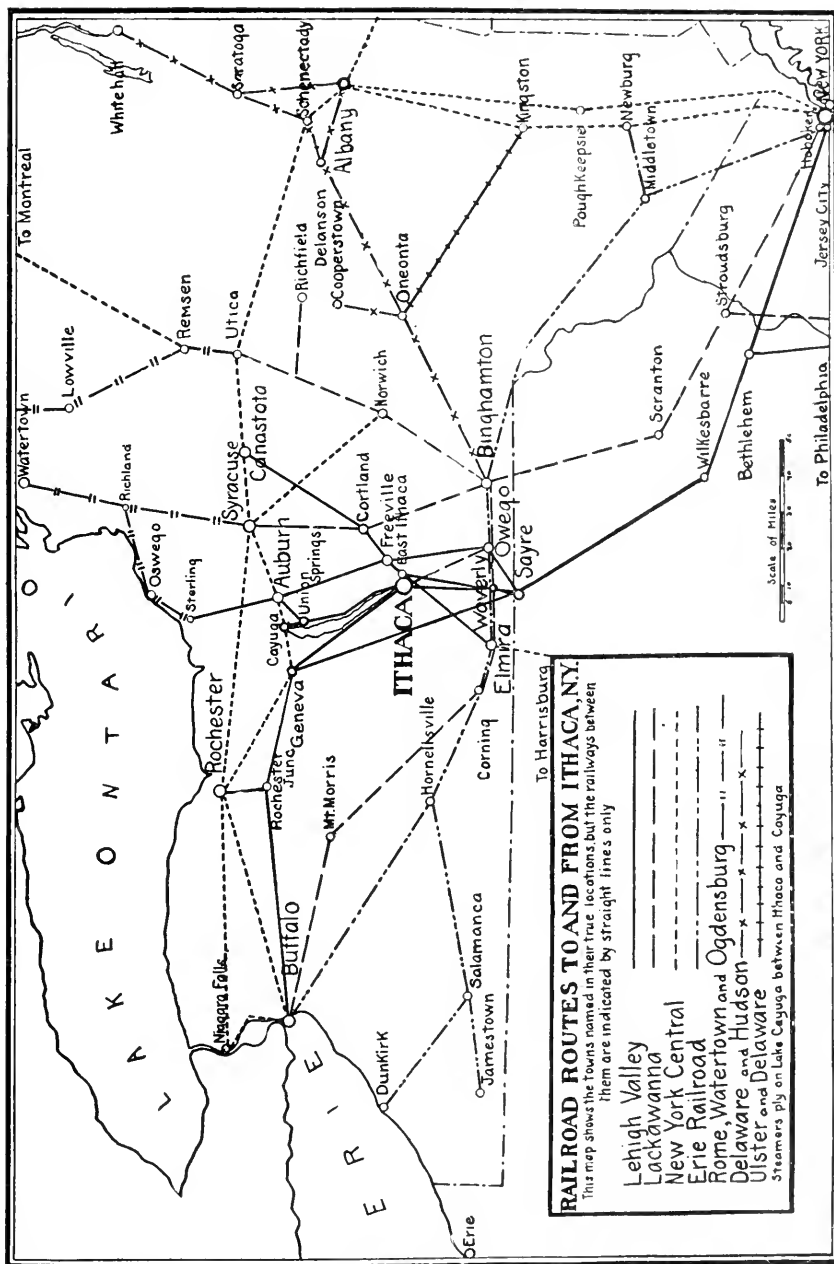 To Montreal
Watertown
Lowville
Remsen
Utica
Richland
Oswego
Sterling
Syracuse
Canastota
Whitehall
Saratoga
Schenectady
Albany
Delanson
Richfield
Cooperstown
Oneonta
Norwich
Kingston
Poughkeepsie
Newburg
Middletown
Hoboken
NEW YORK
Jersey City
LAKE ONTARIO
Rochester
Niagara Falls
Buffalo
Rochester
Junc.
Geneva
Cayuga
Auburn
Union
Springs
Cortland
Freeville
East Ithaca
ITHACA
Mt. Morris
Hornellsville
Corning
Elmira
Waverly
Owego
Sayre
Binghamton
Scranton
Stroudsburg
Wilkesbarre
Bethlehem
To Philadelphia
Dunkirk
Salamanca
Jamestown
ERIE
Erie
To Harrisburg
Scale of Miles
RAILROAD ROUTES TO AND FROM ITHACA, N.Y.
This map shows the towns named in their true locations, but the railways between
them are indicated by straight lines only
Lehigh Valley
Lackawanna
New York Central
Erie Railroad
Rome, Watertown and Ogdensburg
Delaware and Hudson
Ulster and Delaware
Steamers ply on Lake Cayuga between Ithaca and Cayuga